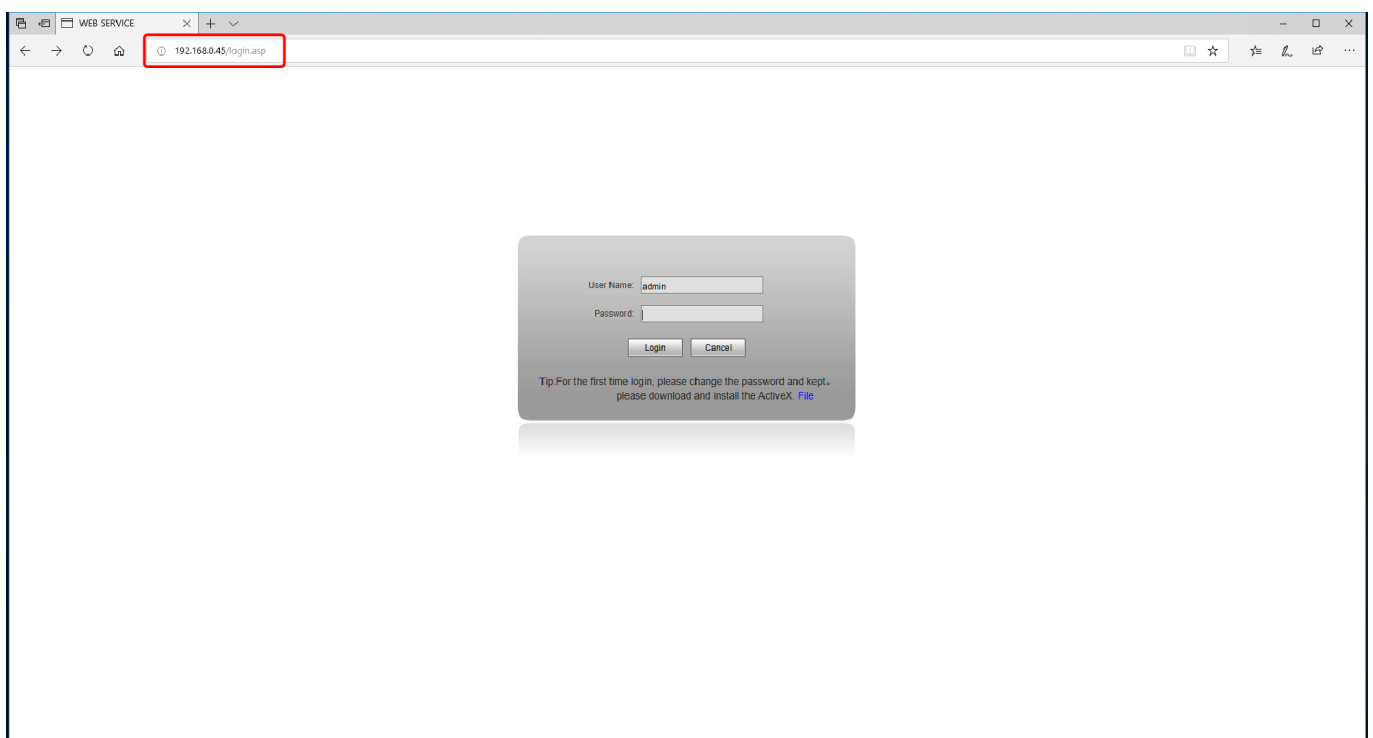 WEB SERVICE
192.168.0.45/login.asp
User Name: admin
Password:
Login Cancel
Tip:For the first time login, please change the password and kept。
please download and install the ActiveX. File